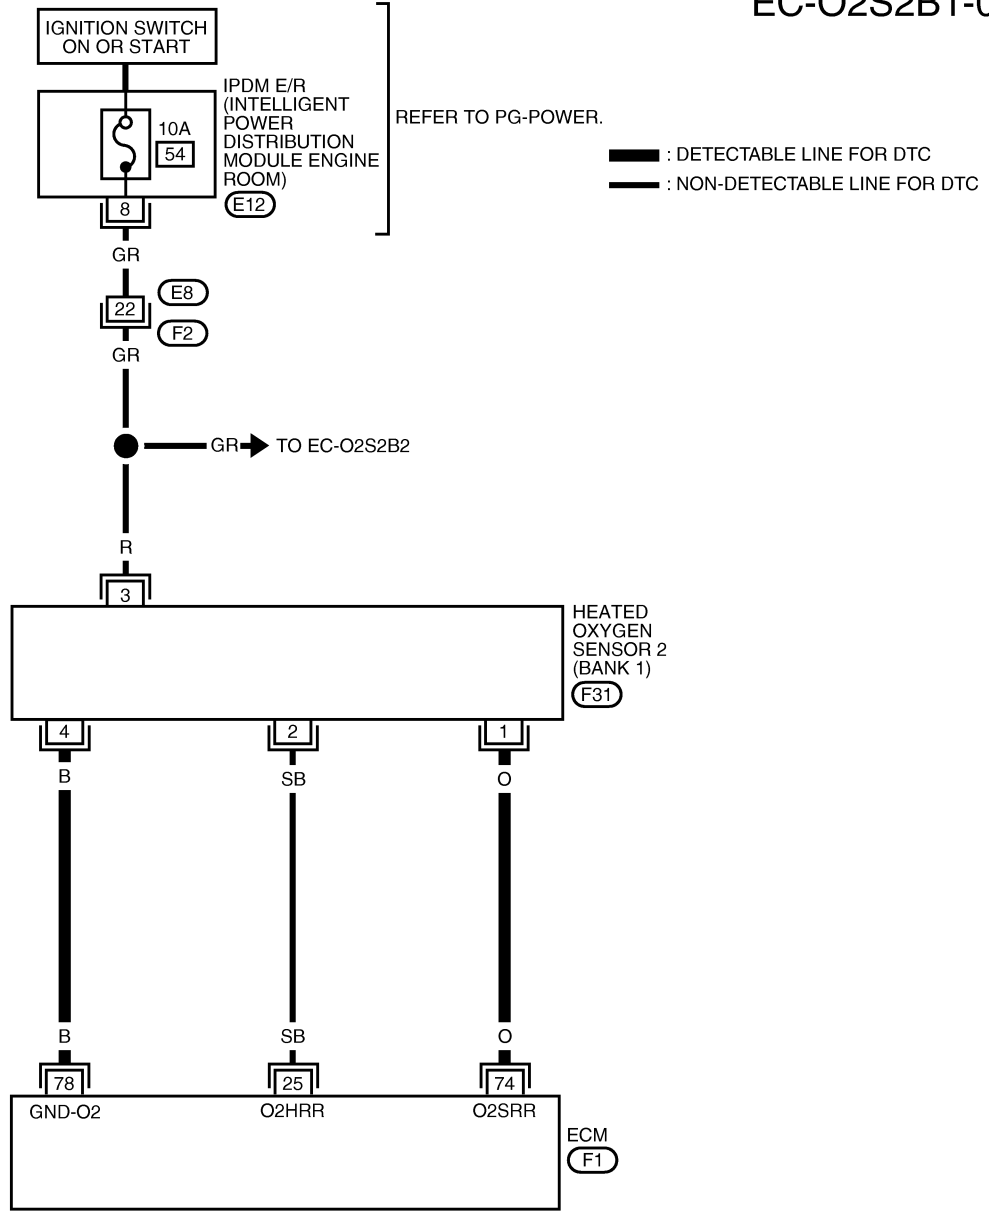 EC-O2S2B1-0
IGNITION SWITCH
ON OR START
IPDM E/R
(INTELLIGENT
POWER
DISTRIBUTION
MODULE ENGINE
ROOM)
E12
10A
54
8
REFER TO PG-POWER.
: DETECTABLE LINE FOR DTC
: NON-DETECTABLE LINE FOR DTC
GR
22
E8
F2
GR
GR
TO EC-O2S2B2
R
3
HEATED
OXYGEN
SENSOR 2
(BANK 1)
F31
4
2
1
B
SB
O
B
SB
O
78
25
74
GND-O2
O2HRR
O2SRR
ECM
F1